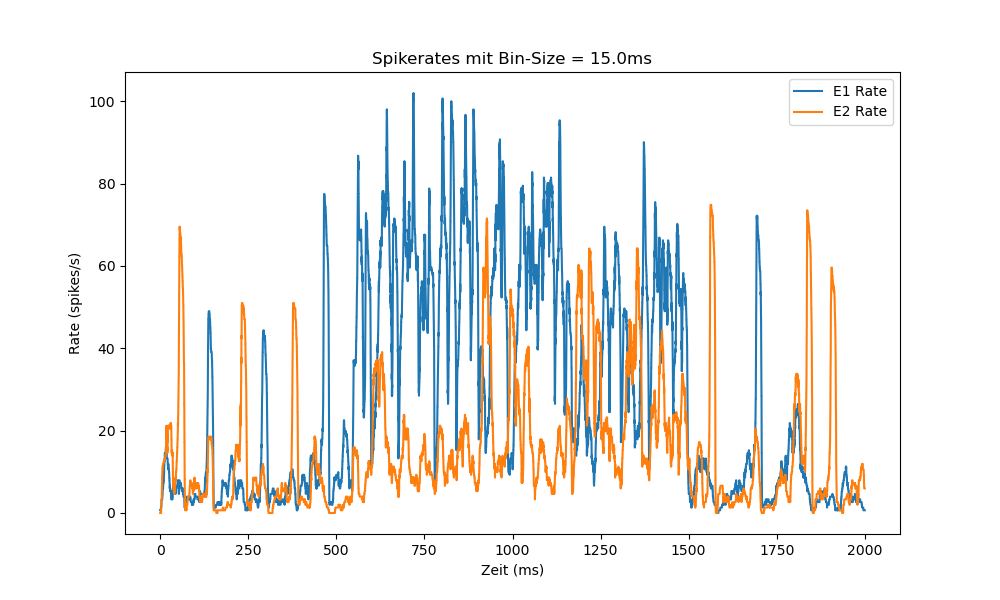 Spikerates mit Bin-Size = 15.0ms
E1 Rate
E2 Rate
Rate (spikes/s)
100
80
60
40
20
0
0 250 500 750 1000 1250 1500 1750 2000
Zeit (ms)